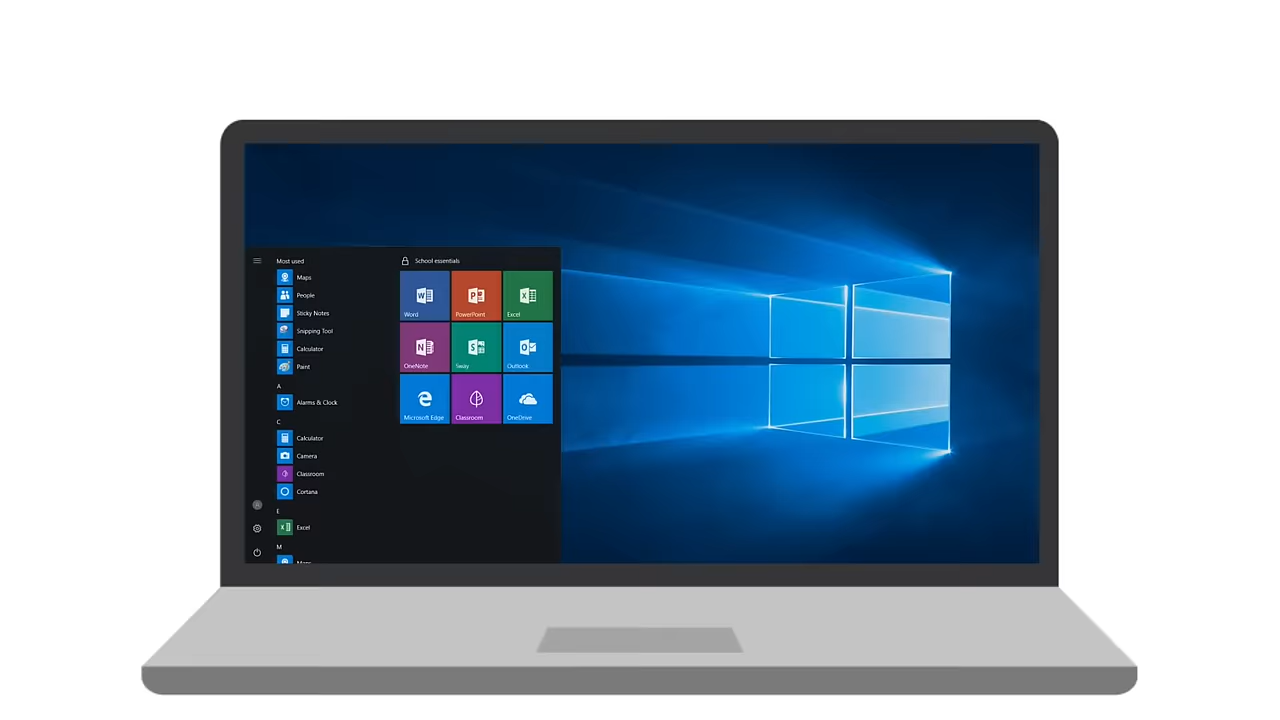 Most used
Maps
People
Sticky Notes
Snipping Tool
Calculator
Paint
A
Alarms & Clock
C
Calculator
Camera
Classroom
Cortana
E
Excel
M
Maps
School essentials
Word
PowerPoint
Excel
OneNote
Sway
Outlook
Microsoft Edge
Classroom
OneDrive